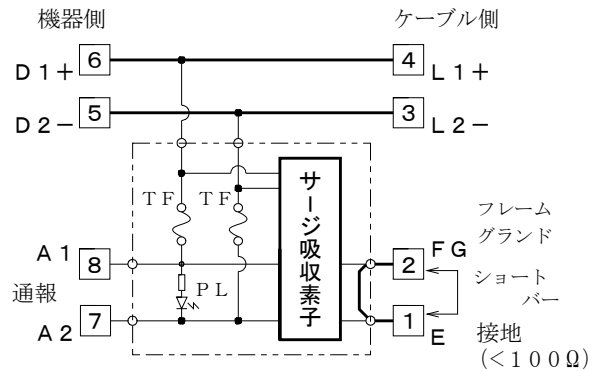 機器側
ケーブル側
D1+
6
4
L1+
D2−
5
3
L2−
TF
TF
サージ吸収素子
フレーム
グランド
A1
8
FG
2
通報
PL
ショート
バー
A2
7
1
E
接地
(<100Ω)